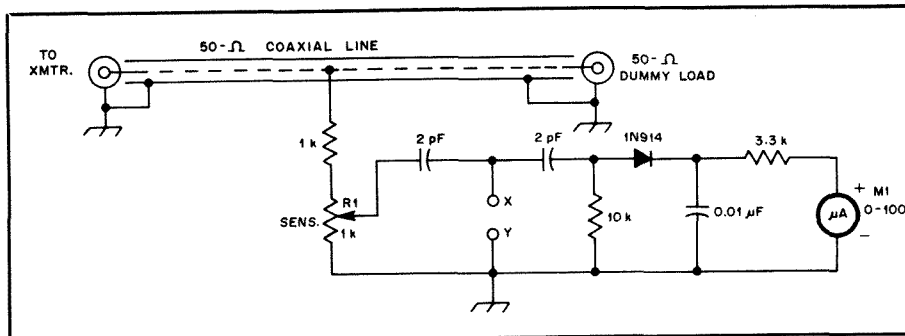 TO
XMTR.
50-Ω COAXIAL LINE
50-Ω
DUMMY LOAD
1 k
R1
SENS.
1 k
2 pF
X
Y
2 pF
10 k
1N914
0.01 µF
3.3 k
µA
+ M1
0-100
–